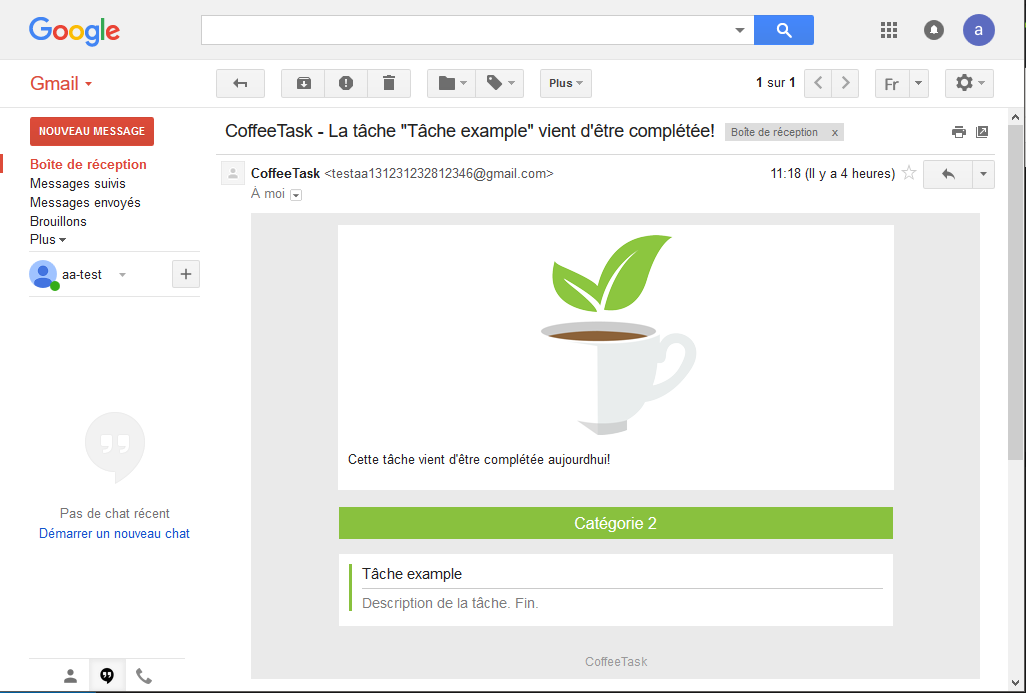 Google
a
Gmail
Plus
1 sur 1
Fr
NOUVEAU MESSAGE
CoffeeTask - La tâche "Tâche example" vient d'être complétée!
Boîte de réception x
Boîte de réception
Messages suivis
Messages envoyés
Brouillons
Plus
CoffeeTask <testaa131231232812346@gmail.com>
11:18 (Il y a 4 heures)
À moi
aa-test
Cette tâche vient d'être complétée aujourdhui!
Pas de chat récent
Démarrer un nouveau chat
Catégorie 2
Tâche example
Description de la tâche. Fin.
CoffeeTask